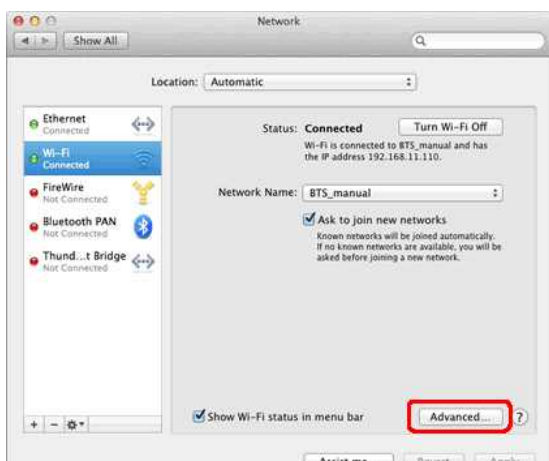 Network
Show All
Location: Automatic
Ethernet
Connected
Wi-Fi
Connected
FireWire
Not Connected
Bluetooth PAN
Not Connected
Thund...t Bridge
Not Connected
Status: Connected
Turn Wi-Fi Off
Wi-Fi is connected to BTS_manual and has
the IP address 192.168.11.110.
Network Name: BTS_manual
Ask to join new networks
Known networks will be joined automatically.
If no known networks are available, you will be
asked before joining a new network.
Show Wi-Fi status in menu bar
Advanced...
?
+ −